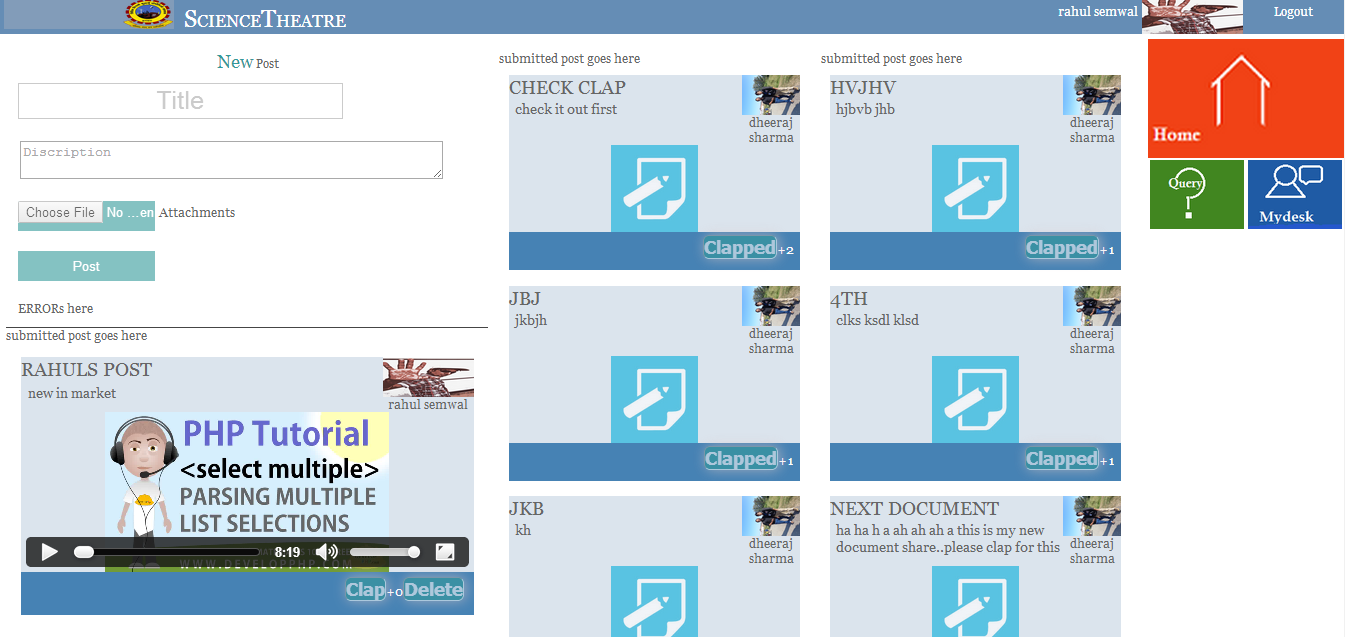 ScienceTheatre
rahul semwal
Logout
New Post
Title
Discription
Choose File No ...en Attachments
Post
ERRORs here
submitted post goes here
RAHULS POST
new in market
rahul semwal
PHP Tutorial
<select multiple>
PARSING MULTIPLE
LIST SELECTIONS
8:19
WWW.DEVELOPPHP.COM
Clap+0Delete
submitted post goes here
CHECK CLAP
check it out first
dheeraj
sharma
Clapped+2
JBJ
jkbjh
dheeraj
sharma
Clapped+1
JKB
kh
dheeraj
sharma
submitted post goes here
HVJHV
hjbvb jhb
dheeraj
sharma
Clapped+1
4TH
clks ksdl klsd
dheeraj
sharma
Clapped+1
NEXT DOCUMENT
ha ha h a ah ah ah a this is my new
document share..please clap for this
dheeraj
sharma
Home
Query
Mydesk